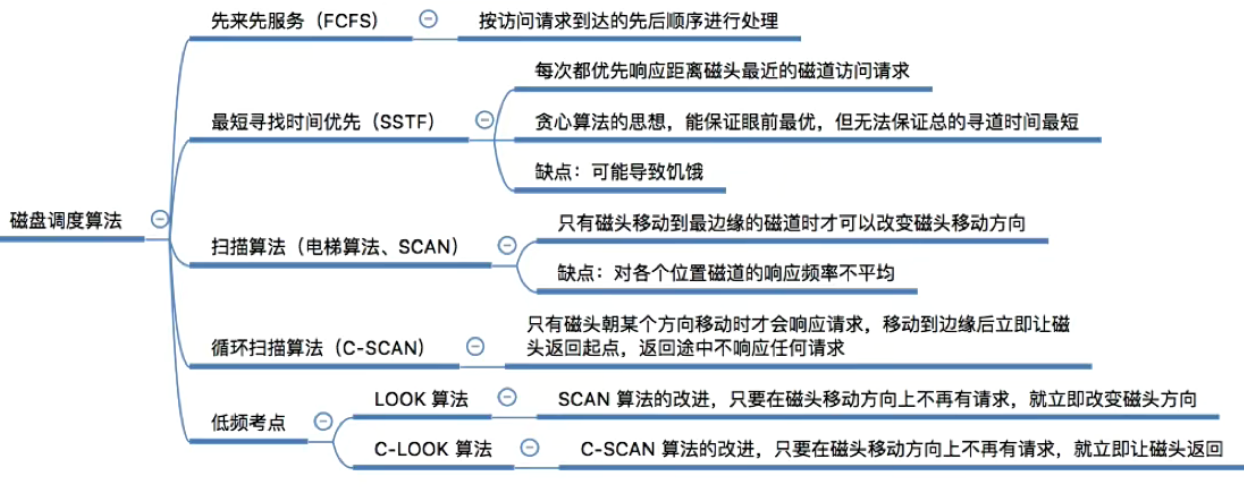 先来先服务（FCFS）
按访问请求到达的先后顺序进行处理
每次都优先响应距离磁头最近的磁道访问请求
最短寻找时间优先（SSTF）
贪心算法的思想，能保证眼前最优，但无法保证总的寻道时间最短
缺点：可能导致饥饿
磁盘调度算法
只有磁头移动到最边缘的磁道时才可以改变磁头移动方向
扫描算法（电梯算法、SCAN）
缺点：对各个位置磁道的响应频率不平均
只有磁头朝某个方向移动时才会响应请求，移动到边缘后立即让磁
头返回起点，返回途中不响应任何请求
循环扫描算法（C-SCAN）
低频考点
LOOK 算法
SCAN 算法的改进，只要在磁头移动方向上不再有请求，就立即改变磁头方向
C-LOOK 算法
C-SCAN 算法的改进，只要在磁头移动方向上不再有请求，就立即让磁头返回